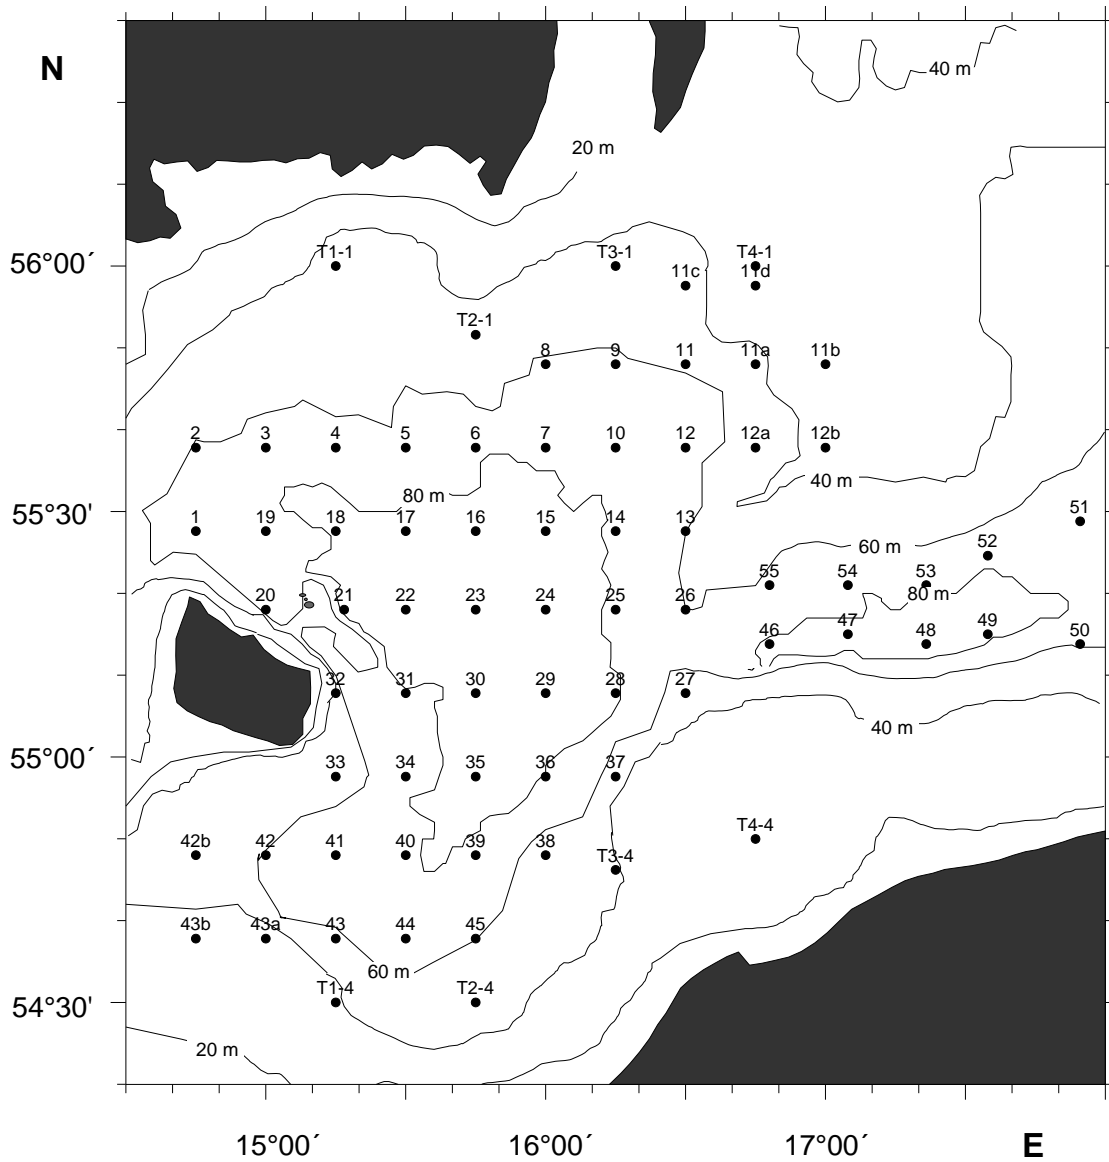 N
40 m
20 m
56°00´
T1-1
T3-1
T4-1
11c
11d
T2-1
8
9
11
11a
11b
2
3
4
5
6
7
10
12
12a
12b
40 m
80 m
55°30´
1
19
18
17
16
15
14
13
51
60 m
52
55
54
53
80 m
20
21
22
23
24
25
26
46
47
48
49
50
32
31
30
29
28
27
40 m
55°00´
33
34
35
36
37
42b
42
41
40
39
38
T3-4
T4-4
43b
43a
43
44
45
60 m
54°30'
T1-4
T2-4
20 m
15°00´
16°00´
17°00´
E